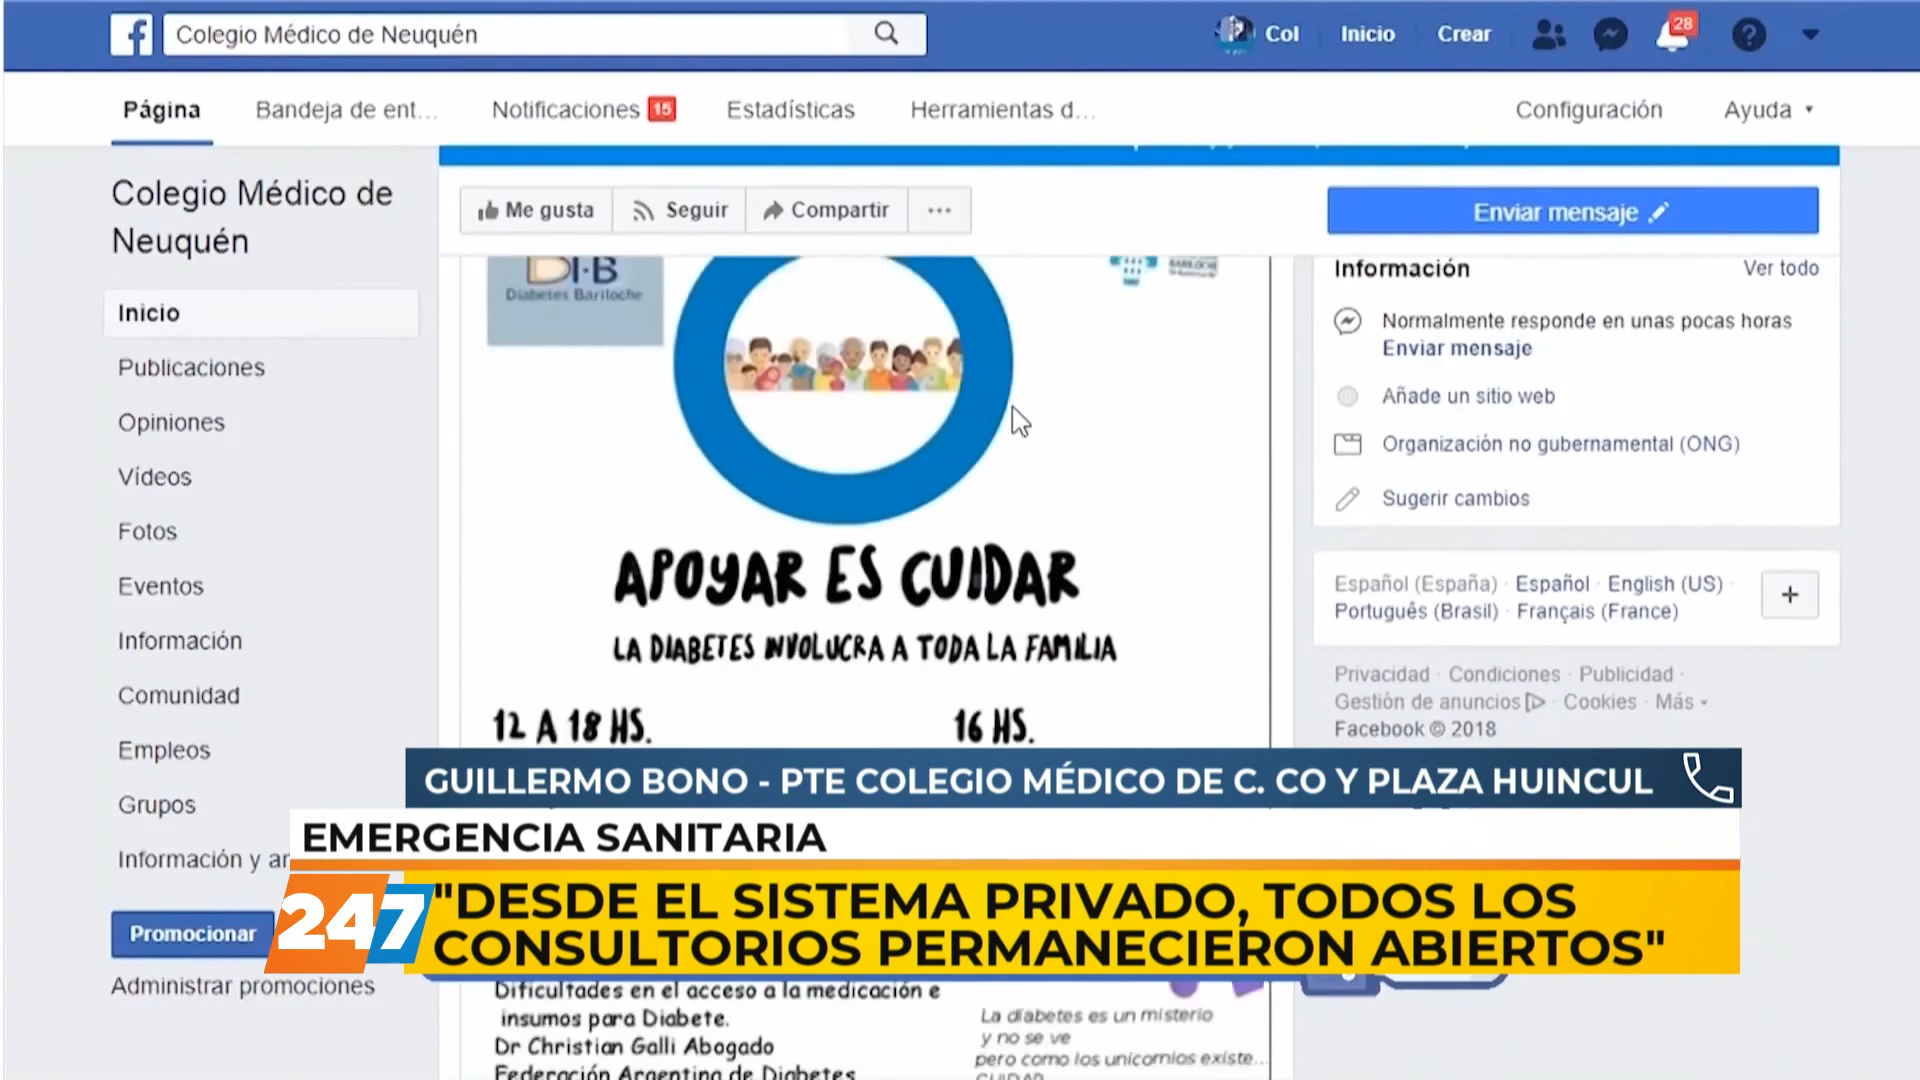 Colegio Médico de Neuquén
Col
Inicio
Crear
28
Página
Bandeja de ent...
Notificaciones 15
Estadísticas
Herramientas d...
Configuración
Ayuda
Colegio Médico de
Neuquén
Inicio
Publicaciones
Opiniones
Vídeos
Fotos
Eventos
Información
Comunidad
Empleos
Grupos
Información y
Promocionar
Administrar promociones
Me gusta
Seguir
Compartir
Enviar mensaje
Diabetes Bariloche
APOYAR ES CUIDAR
LA DIABETES INVOLUCRA A TODA LA FAMILIA
12 A 18 HS.
16 HS.
Información
Ver todo
Normalmente responde en unas pocas horas
Enviar mensaje
Añade un sitio web
Organización no gubernamental (ONG)
Sugerir cambios
Español (España) · Español · English (US) ·
Português (Brasil) · Français (France)
Privacidad · Condiciones · Publicidad ·
Gestión de anuncios · Cookies · Más
Facebook © 2018
GUILLERMO BONO - PTE COLEGIO MÉDICO DE C. CO Y PLAZA HUINCUL
EMERGENCIA SANITARIA
247
"DESDE EL SISTEMA PRIVADO, TODOS LOS
CONSULTORIOS PERMANECIERON ABIERTOS"
Dificultades en el acceso a la medicación e
insumos para Diabete.
Dr Christian Galli Abogado
Federación Argentina de Diabetes
La diabetes es un misterio
y no se ve
pero como los unicornios existe...
CUIDAR